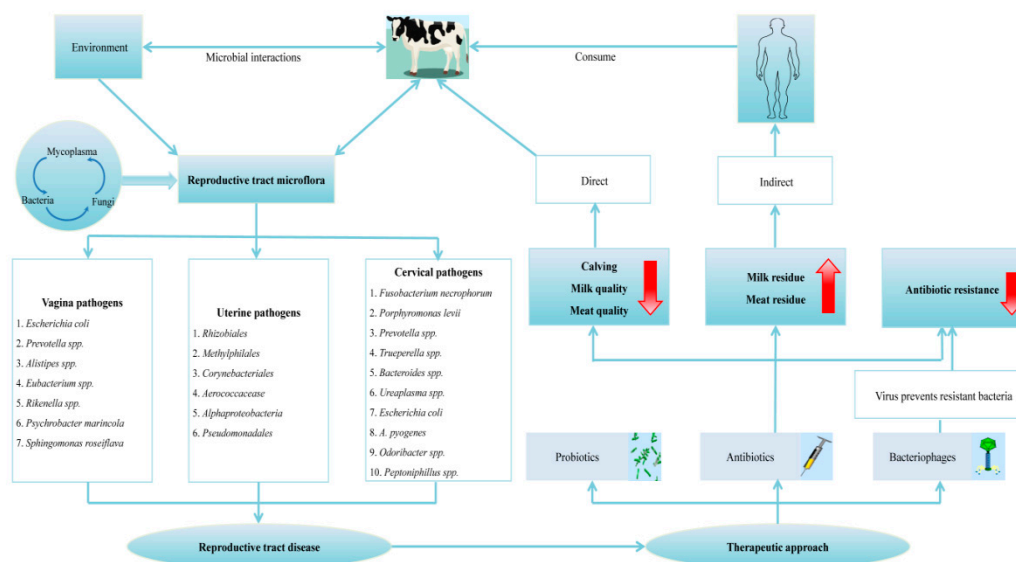 Environment
Microbial interactions
Consume
Mycoplasma
Bacteria
Fungi
Reproductive tract microflora
Direct
Indirect
Calving
Milk quality
Meat quality
Milk residue
Meat residue
Antibiotic resistance
Vagina pathogens
1. Escherichia coli
2. Prevotella spp.
3. Alistipes spp.
4. Eubacterium spp.
5. Rikenella spp.
6. Psychrobacter marincola
7. Sphingomonas roseiflava
Uterine pathogens
1. Rhizobiales
2. Methylphilales
3. Corynebacteriales
4. Aerococcacease
5. Alphaproteobacteria
6. Pseudomonadales
Cervical pathogens
1. Fusobacterium necrophorum
2. Porphyromonas levii
3. Prevotella spp.
4. Trueperella spp.
5. Bacteroides spp.
6. Ureaplasma spp.
7. Escherichia coli
8. A. pyogenes
9. Odoribacter spp.
10. Peptoniphillus spp.
Virus prevents resistant bacteria
Probiotics
Antibiotics
Bacteriophages
Reproductive tract disease
Therapeutic approach